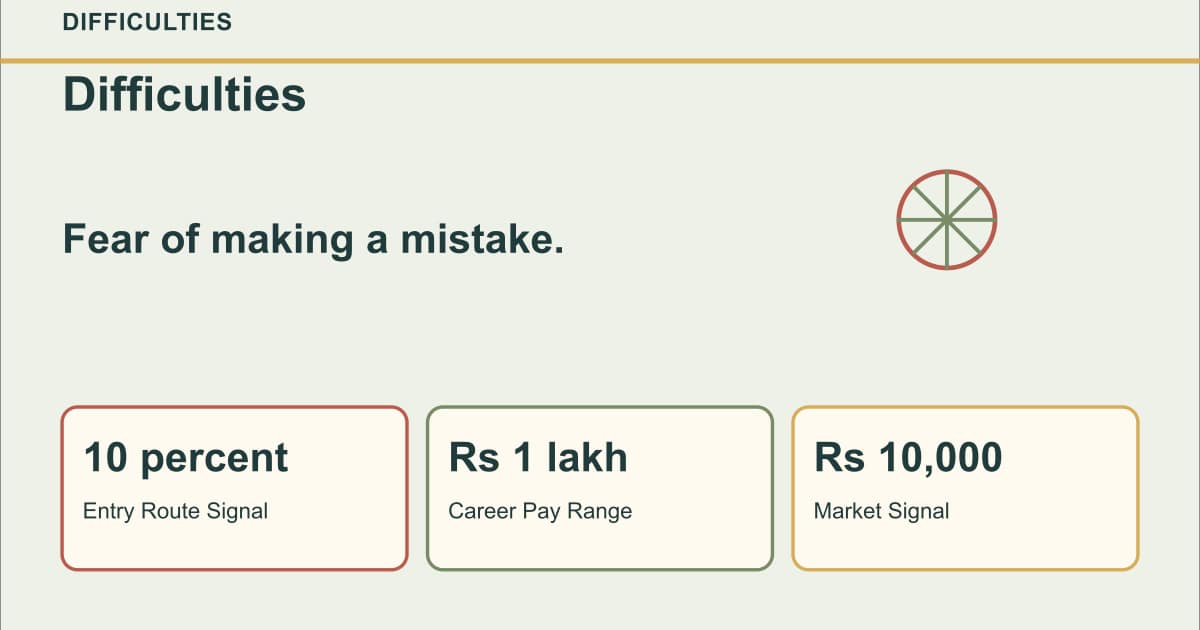 DIFFICULTIES
Difficulties
Fear of making a mistake.
10 percent
Entry Route Signal
Rs 1 lakh
Career Pay Range
Rs 10,000
Market Signal